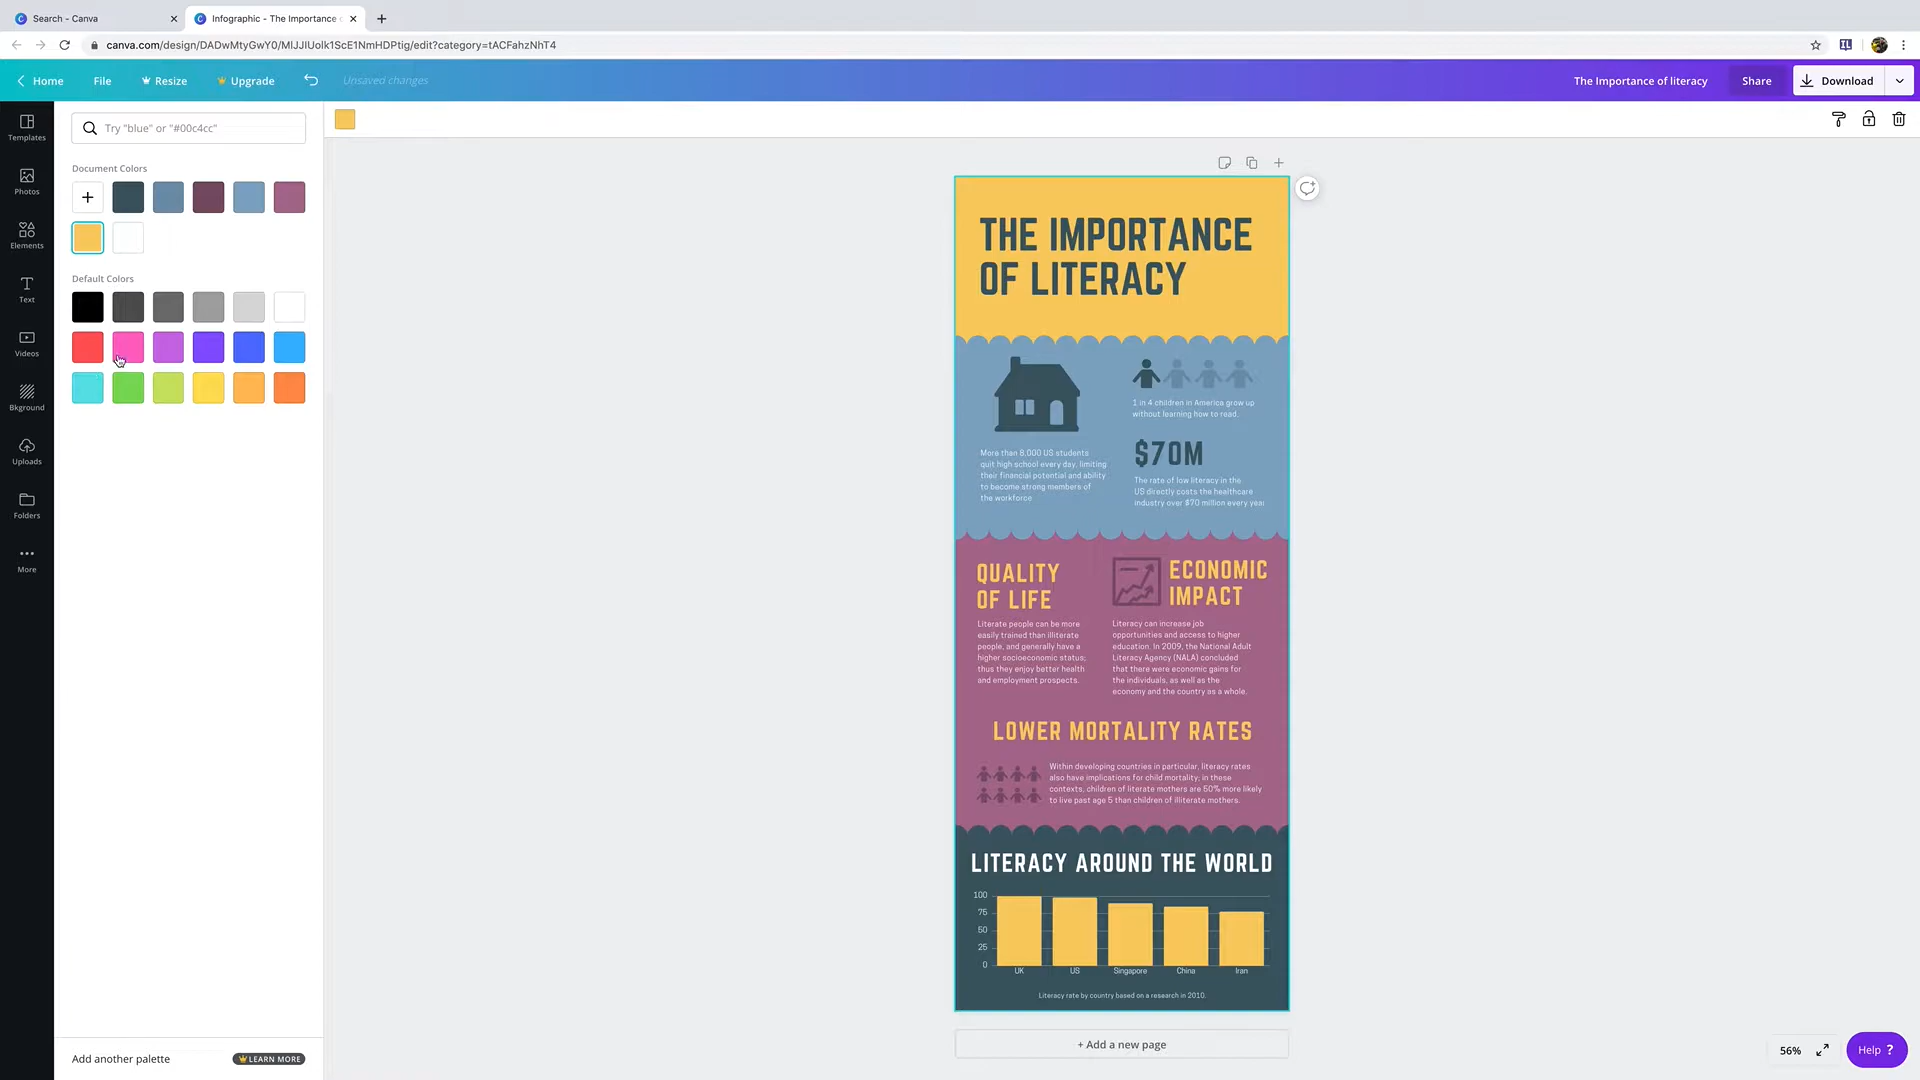 Search - Canva
Infographic - The Importance
canva.com/design/DADwMtyGwY0/MlJJlUolk1ScE1NmHDPtig/edit?category=tACFahzNhT4
Home File Resize Upgrade Unsaved changes The Importance of literacy Share Download
Templates
Photos
Elements
Text
Videos
Bkground
Uploads
Folders
More
Try "blue" or "#00c4cc"
Document Colors
Default Colors
Add another palette LEARN MORE
THE IMPORTANCE
OF LITERACY
More than 8,000 US students
quit high school every day, limiting
their financial potential and ability
to become strong members of
the workforce
1 in 4 children in America grow up
without learning how to read.
$70M
The rate of low literacy in the
US directly costs the healthcare
industry over $70 million every year.
QUALITY
OF LIFE
Literate people can be more
easily trained than illiterate
people, and generally have a
higher socioeconomic status;
thus they enjoy better health
and employment prospects.
ECONOMIC
IMPACT
Literacy can increase job
opportunities and access to higher
education. In 2009, the National Adult
Literacy Agency (NALA) concluded
that there were economic gains for
the individuals, as well as the
economy and the country as a whole.
LOWER MORTALITY RATES
Within developing countries in particular, literacy rates
also have implications for child mortality; in these
contexts, children of literate mothers are 50% more likely
to live past age 5 than children of illiterate mothers.
LITERACY AROUND THE WORLD
100
75
50
25
0
UK US Singapore China Iran
Literacy rate by country based on a research in 2010.
+ Add a new page
56%
Help ?